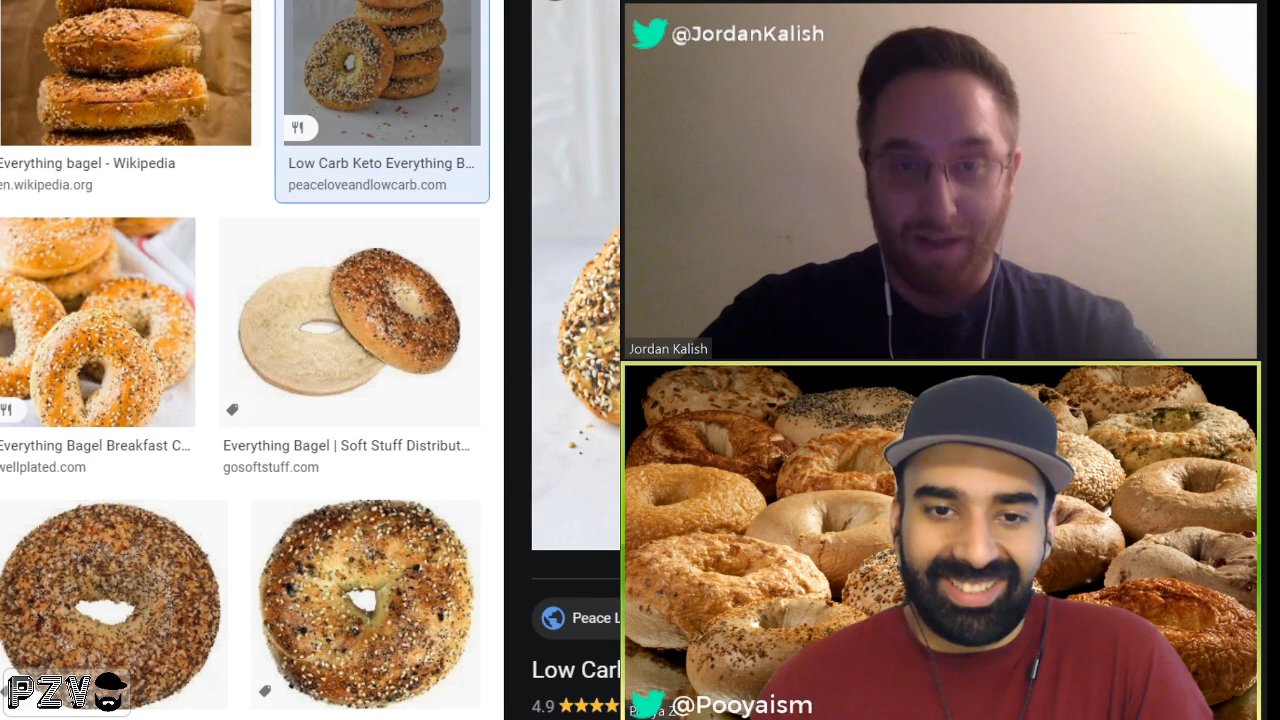 Everything bagel - Wikipedia
en.wikipedia.org
Low Carb Keto Everything B...
peaceloveandlowcarb.com
Everything Bagel Breakfast C...
wellplated.com
Everything Bagel | Soft Stuff Distribut...
gosoftstuff.com
PZV
Peace L
Low Carl
4.9
@JordanKalish
Jordan Kalish
@Pooyaism